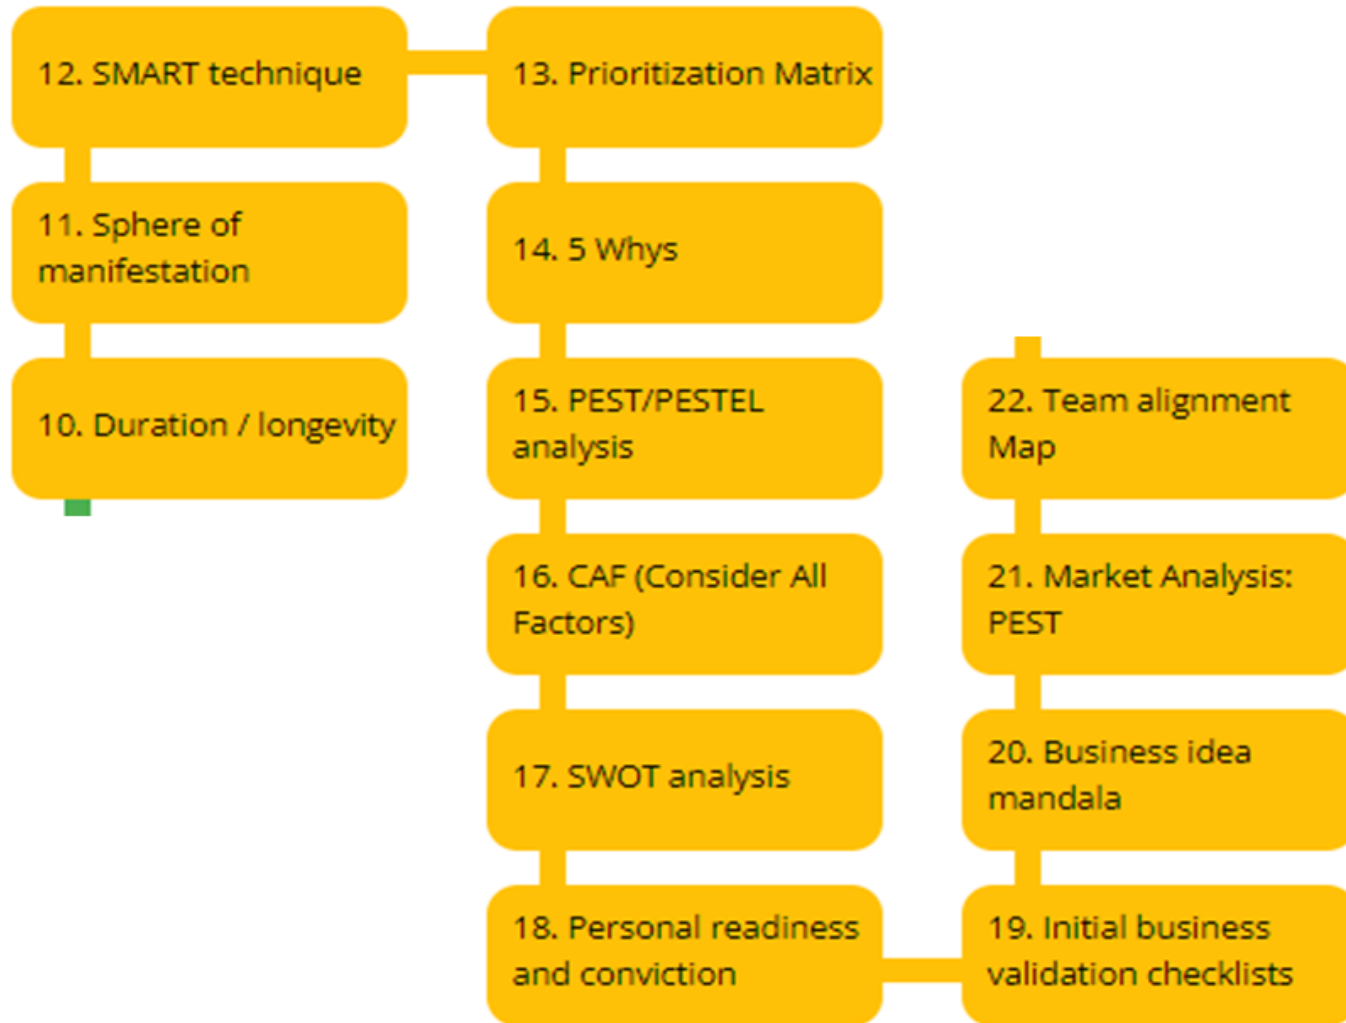 12. SMART technique
13. Prioritization Matrix
11. Sphere of
manifestation
14. 5 Whys
10. Duration / longevity
15. PEST/PESTEL
analysis
22. Team alignment
Map
16. CAF (Consider All
Factors)
21. Market Analysis:
PEST
17. SWOT analysis
20. Business idea
mandala
18. Personal readiness
and conviction
19. Initial business
validation checklists